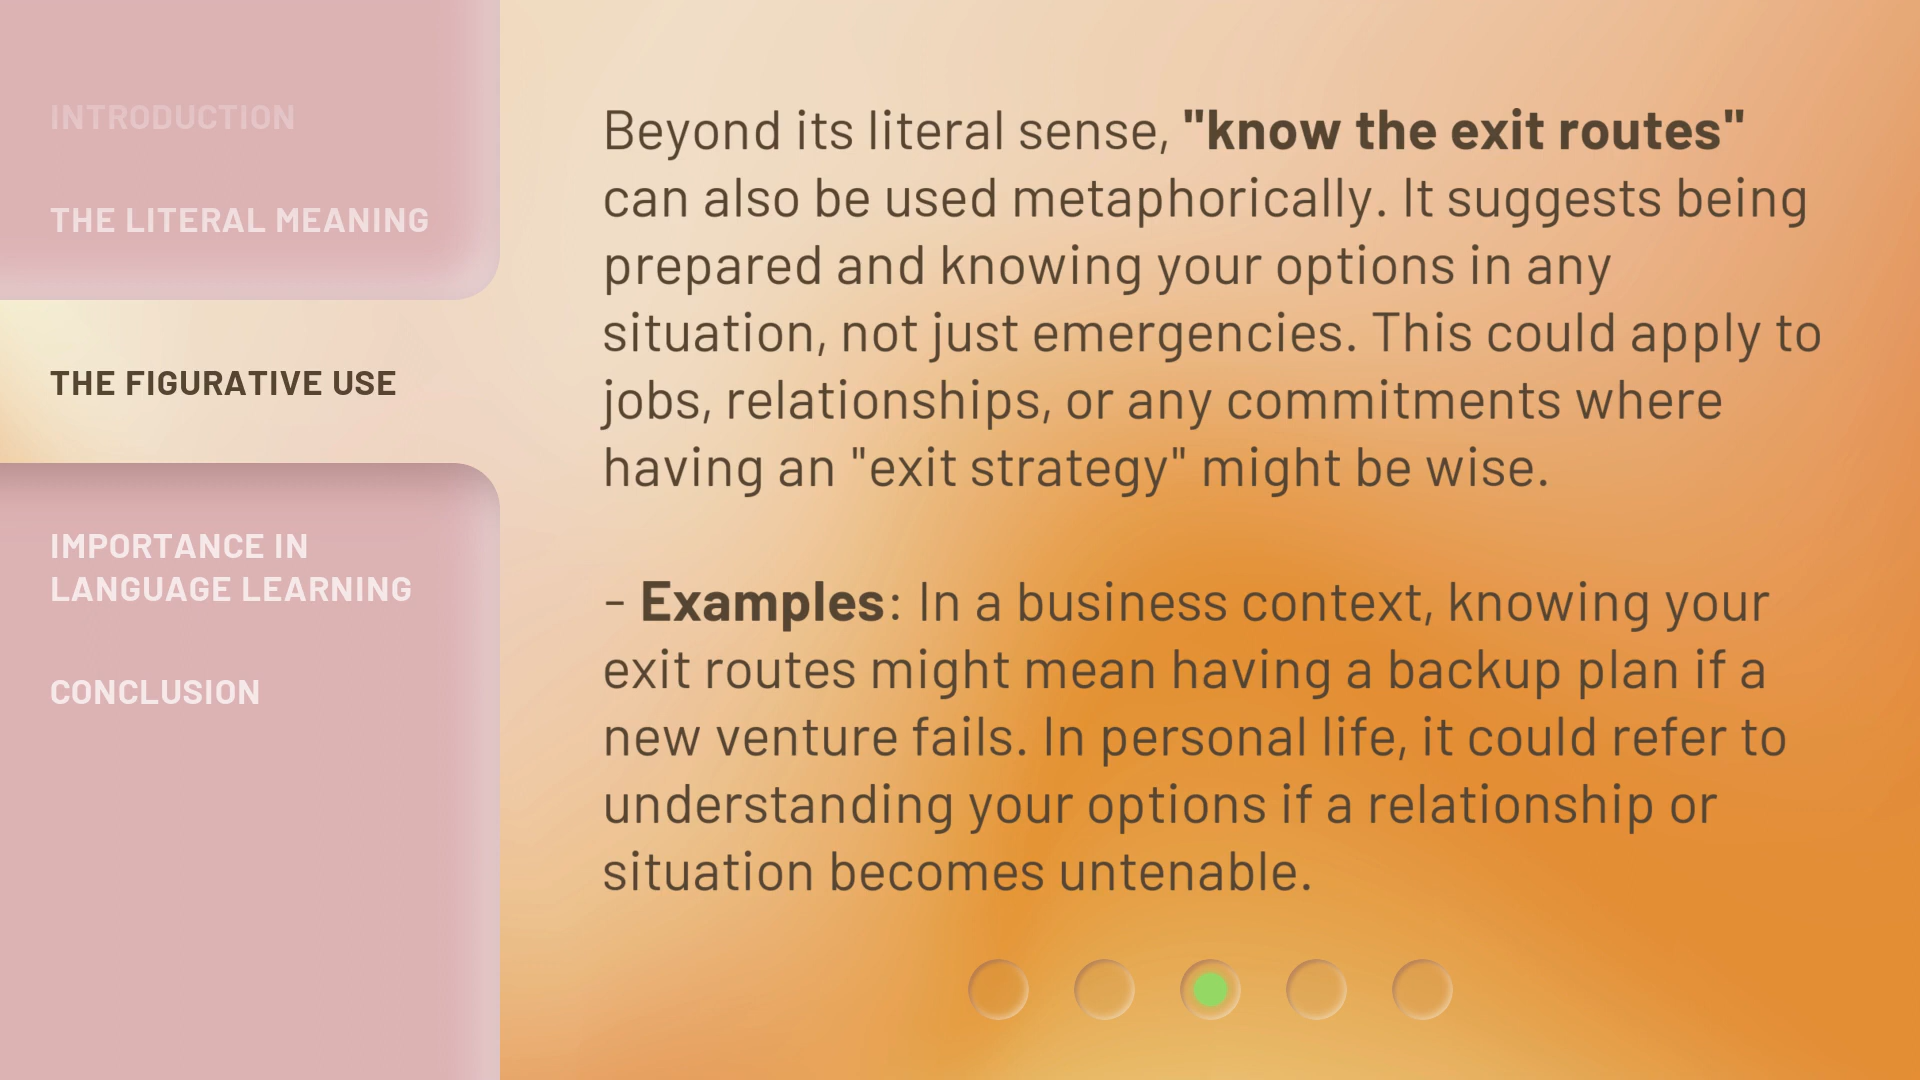 INTRODUCTION
THE LITERAL MEANING
THE FIGURATIVE USE
IMPORTANCE IN
LANGUAGE LEARNING
CONCLUSION
Beyond its literal sense, "know the exit routes"
can also be used metaphorically. It suggests being
prepared and knowing your options in any
situation, not just emergencies. This could apply to
jobs, relationships, or any commitments where
having an "exit strategy" might be wise.
- Examples: In a business context, knowing your
exit routes might mean having a backup plan if a
new venture fails. In personal life, it could refer to
understanding your options if a relationship or
situation becomes untenable.